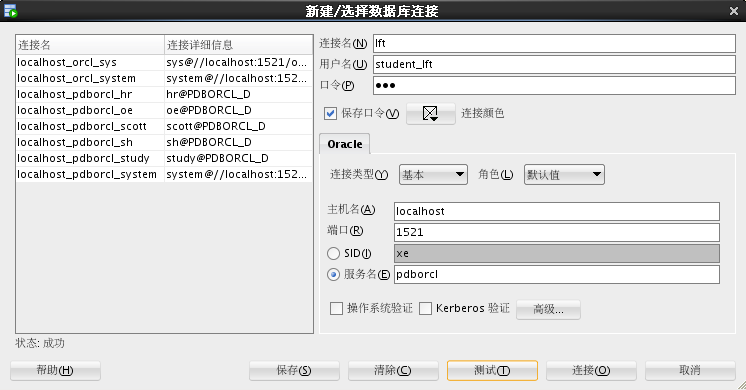 新建/选择数据库连接
连接名 连接详细信息
localhost_orcl_sys sys@//localhost:1521/o...
localhost_orcl_system system@//localhost:152...
localhost_pdborcl_hr hr@PDBORCL_D
localhost_pdborcl_oe oe@PDBORCL_D
localhost_pdborcl_scott scott@PDBORCL_D
localhost_pdborcl_sh sh@PDBORCL_D
localhost_pdborcl_study study@PDBORCL_D
localhost_pdborcl_system system@//localhost:152...
状态: 成功
连接名(N) lft
用户名(U) student_lft
口令(P) ●●●
保存口令(V) 连接颜色
Oracle
连接类型(Y) 基本 角色(L) 默认值
主机名(A) localhost
端口(R) 1521
SID(I) xe
服务名(E) pdborcl
操作系统验证 Kerberos 验证 高级...
帮助(H) 保存(S) 清除(C) 测试(T) 连接(O) 取消